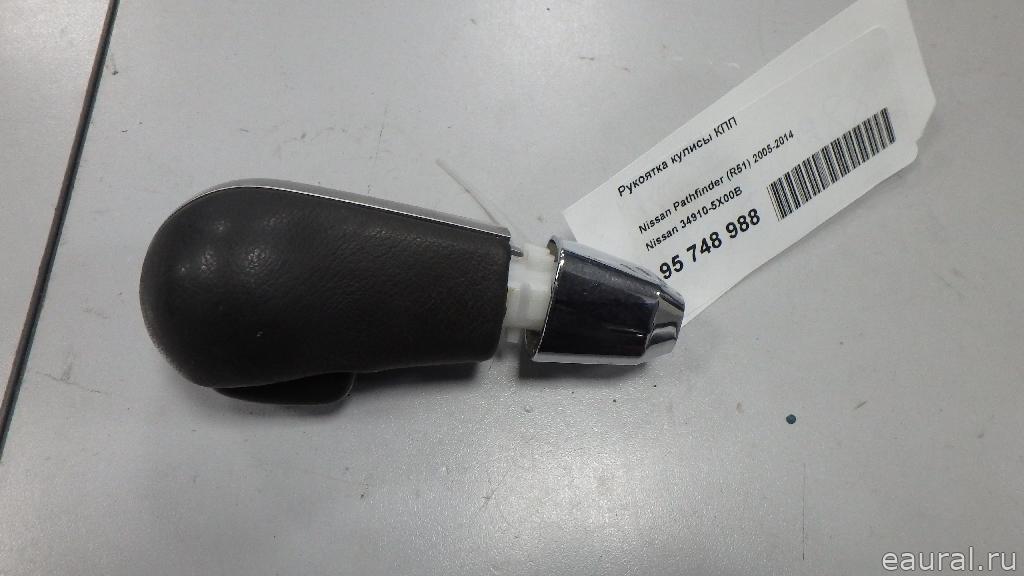 Рукоятка кулисы КПП
Nissan Pathfinder (R51) 2005-2014
Nissan 34910-5X00B
95 748 988
eaural.ru